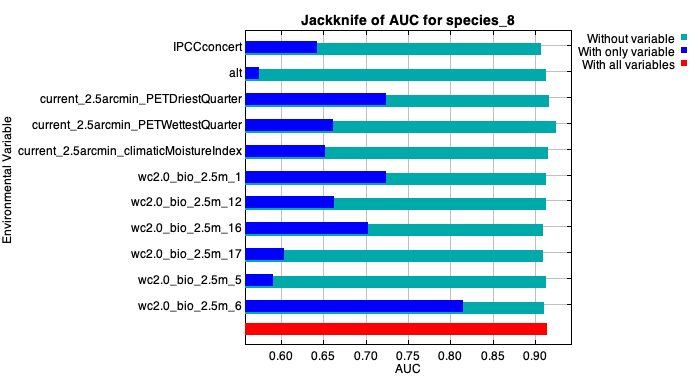 Jackknife of AUC for species_8
Without variable
With only variable
With all variables
Environmental Variable
IPCCconcert
alt
current_2.5arcmin_PETDriestQuarter
current_2.5arcmin_PETWettestQuarter
current_2.5arcmin_climaticMoistureIndex
wc2.0_bio_2.5m_1
wc2.0_bio_2.5m_12
wc2.0_bio_2.5m_16
wc2.0_bio_2.5m_17
wc2.0_bio_2.5m_5
wc2.0_bio_2.5m_6
0.60 0.65 0.70 0.75 0.80 0.85 0.90
AUC